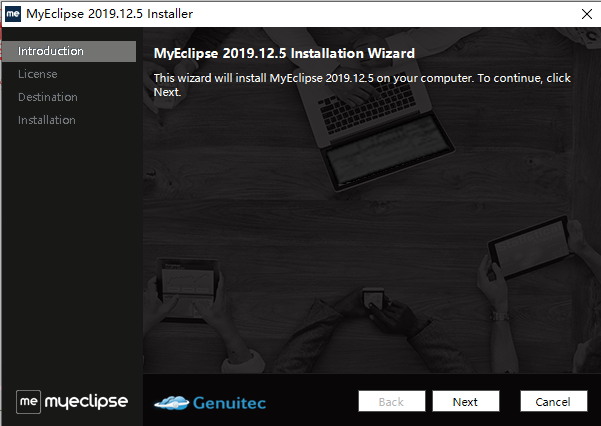 me MyEclipse 2019.12.5 Installer
Introduction
License
Destination
Installation
MyEclipse 2019.12.5 Installation Wizard
This wizard will install MyEclipse 2019.12.5 on your computer. To continue, click
Next.
me myeclipse
Genuitec
Back
Next
Cancel